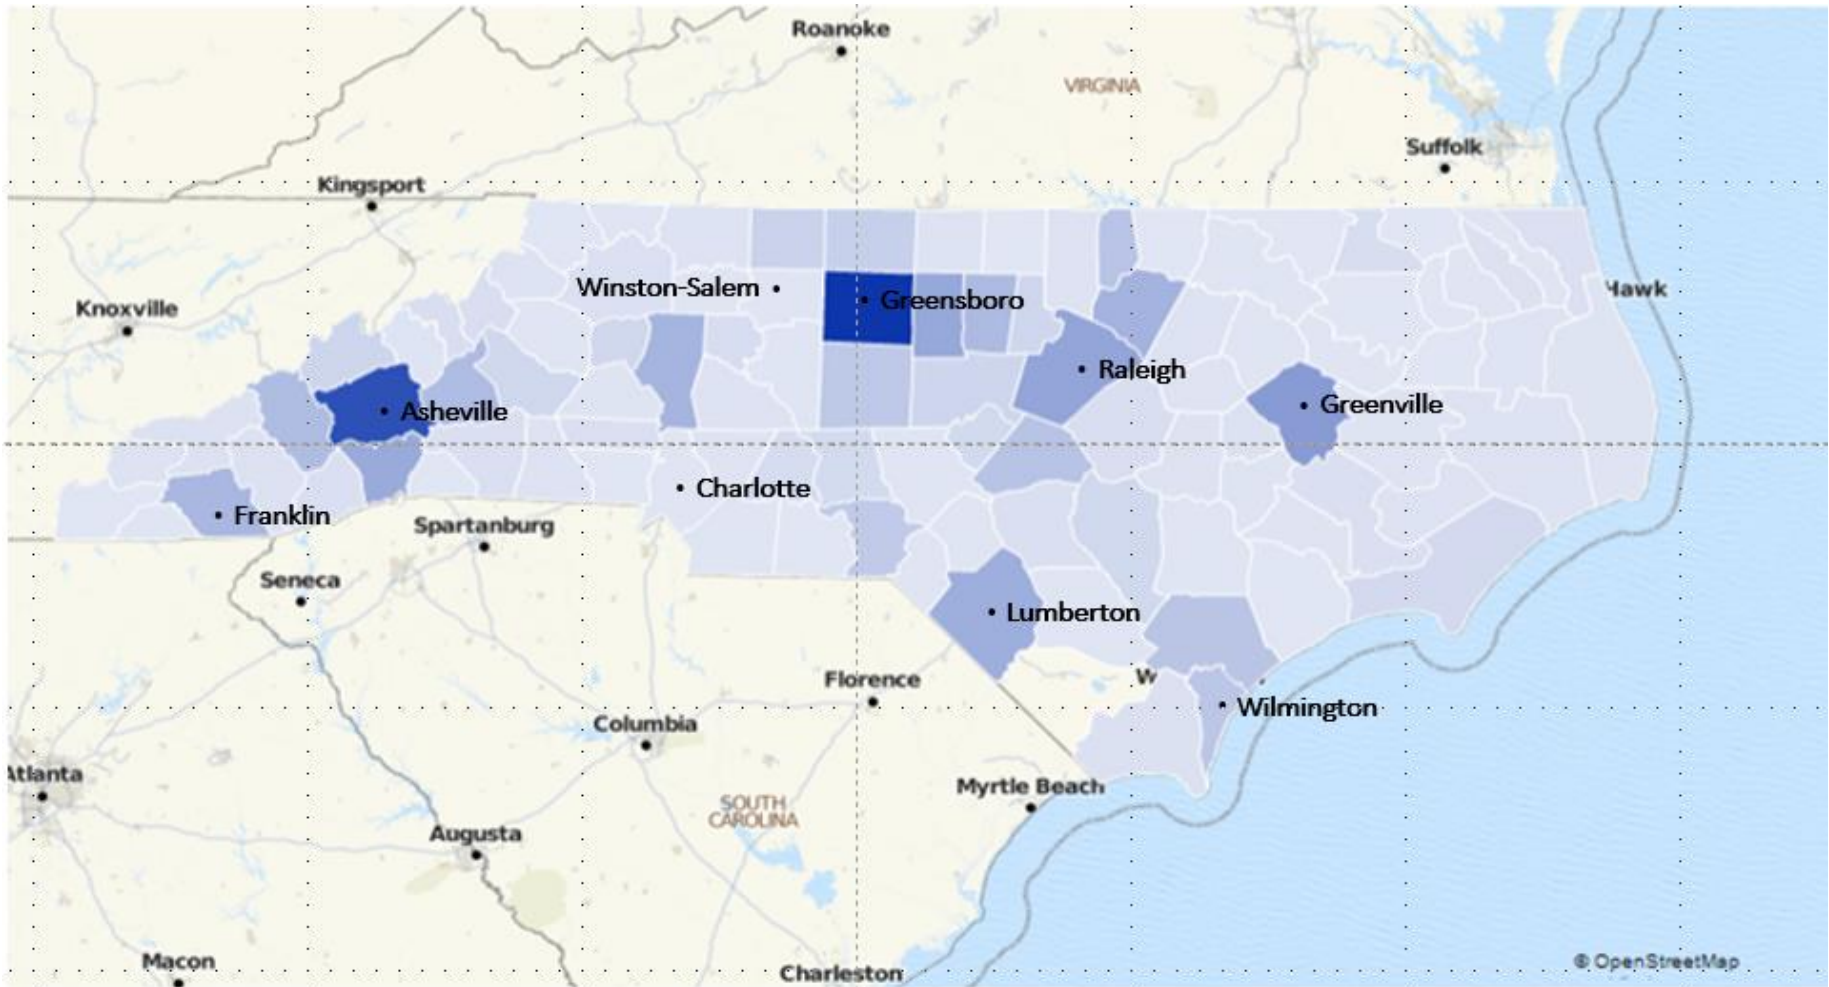 Roanoke
VIRGINIA
Suffolk
Kingsport
Winston-Salem
Greensboro
Hawk
Knoxville
Raleigh
Asheville
Greenville
Charlotte
Franklin
Spartanburg
Seneca
Lumberton
W
Florence
Wilmington
Columbia
Atlanta
Myrtle Beach
SOUTH
CAROLINA
Augusta
Macon
Charleston
© OpenStreetMap